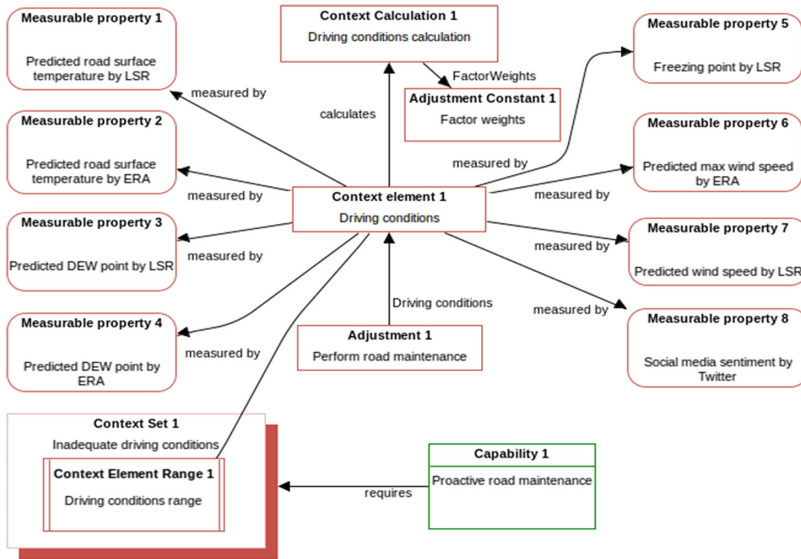 Measurable property 1
Predicted road surface
temperature by LSR
Context Calculation 1
Driving conditions calculation
Measurable property 5
Freezing point by LSR
measured by
FactorWeights
calculates
Adjustment Constant 1
Factor weights
Measurable property 2
Predicted road surface
temperature by ERA
measured by
Measurable property 6
Predicted max wind speed
by ERA
measured by
measured by
Context element 1
Driving conditions
Measurable property 3
Predicted DEW point by LSR
measured by
Measurable property 7
Predicted wind speed by LSR
measured by
Driving conditions
measured by
Measurable property 4
Predicted DEW point by
ERA
measured by
Adjustment 1
Perform road maintenance
Measurable property 8
Social media sentiment by
Twitter
Context Set 1
Inadequate driving conditions
Context Element Range 1
Driving conditions range
Capability 1
Proactive road maintenance
requires